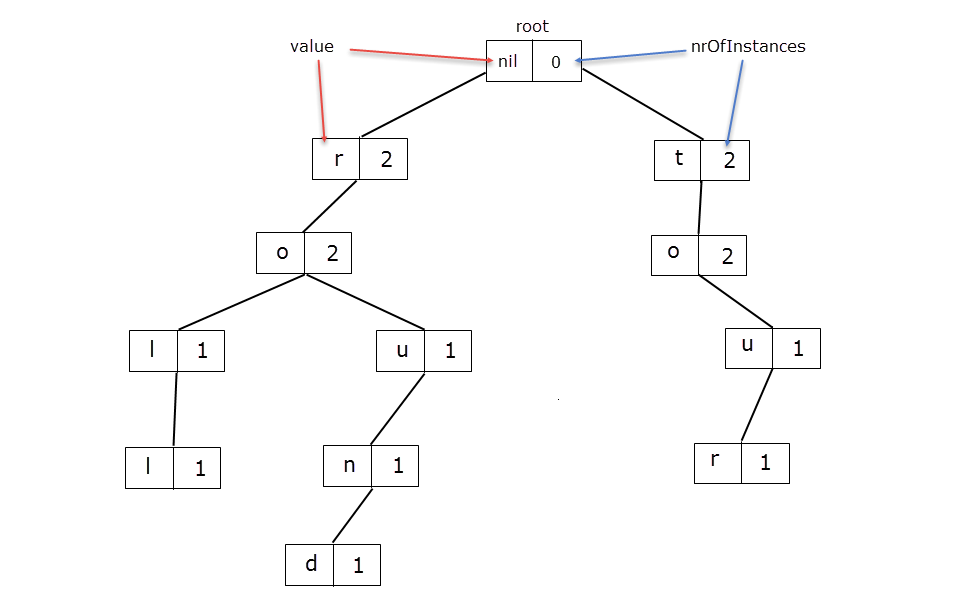 root
value
nrOfInstances
nil 0
r 2
t 2
o 2
o 2
l 1
u 1
u 1
l 1
n 1
r 1
d 1